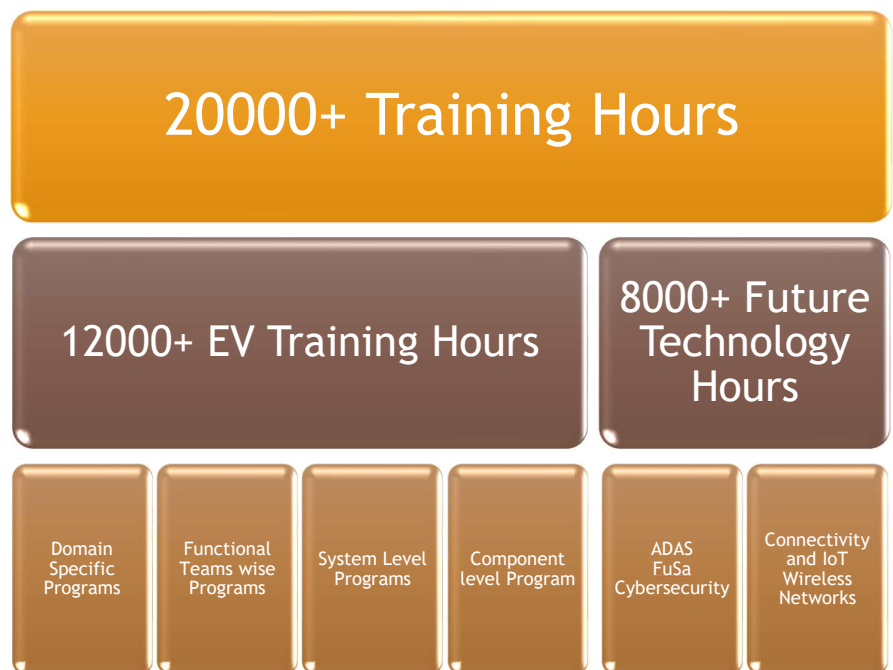 20000+ Training Hours
12000+ EV Training Hours
8000+ Future
Technology
Hours
Domain
Specific
Programs
Functional
Teams wise
Programs
System Level
Programs
Component
level Program
ADAS
FuSa
Cybersecurity
Connectivity
and IoT
Wireless
Networks